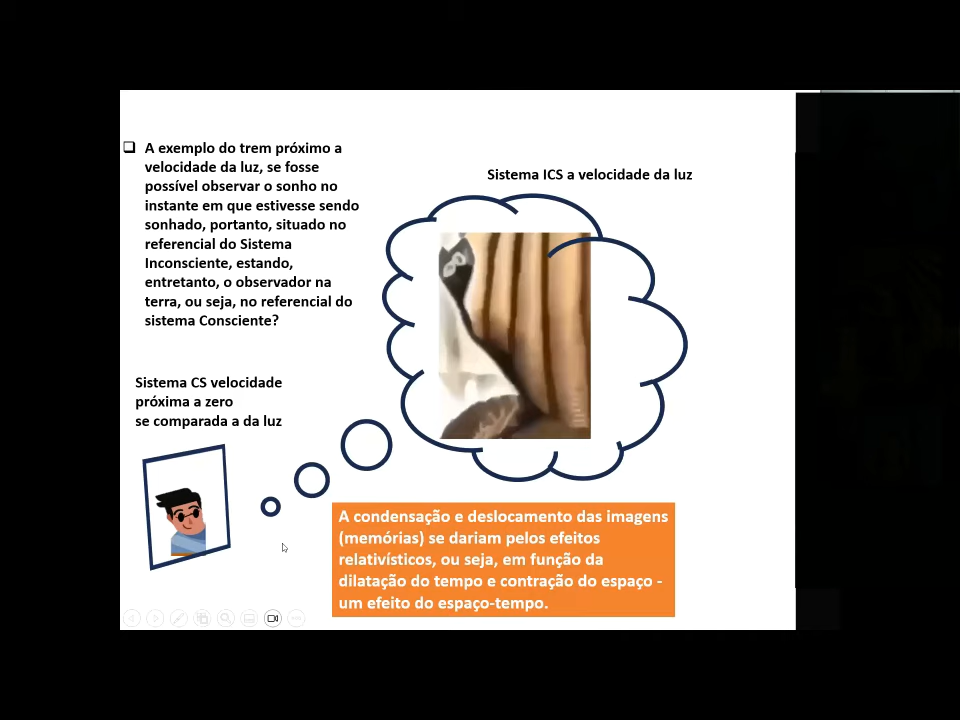 A exemplo do trem próximo a
velocidade da luz, se fosse
possível observar o sonho no
instante em que estivesse sendo
sonhado, portanto, situado no
referencial do Sistema
Inconsciente, estando,
entretanto, o observador na
terra, ou seja, no referencial do
sistema Consciente?
Sistema ICS a velocidade da luz
Sistema CS velocidade
próxima a zero
se comparada a da luz
A condensação e deslocamento das imagens
(memórias) se dariam pelos efeitos
relativísticos, ou seja, em função da
dilatação do tempo e contração do espaço -
um efeito do espaço-tempo.